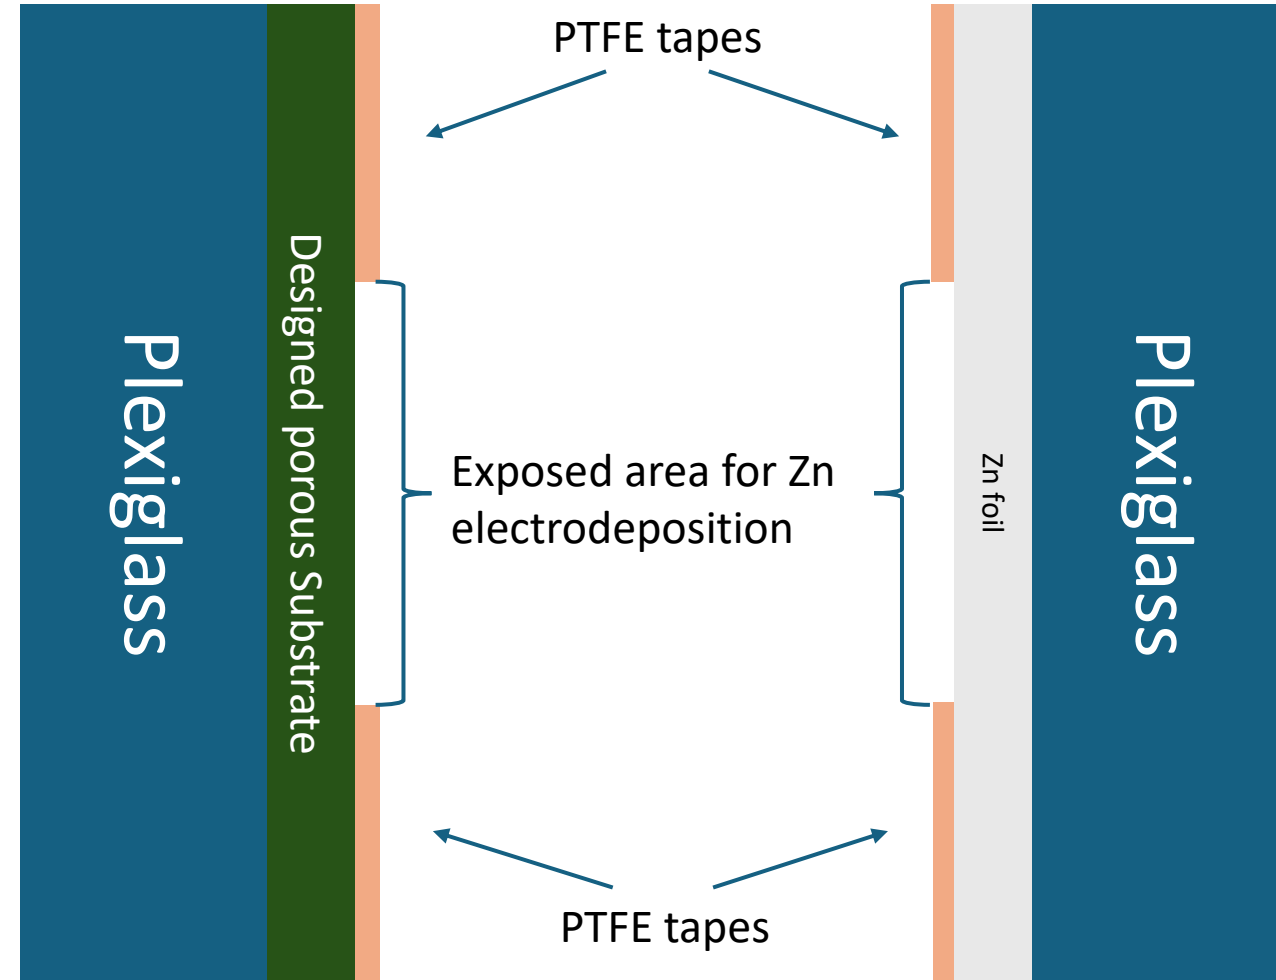 PTFE tapes
Plexiglass
Designed porous Substrate
Exposed area for Zn
electrodeposition
Zn foil
Plexiglass
PTFE tapes